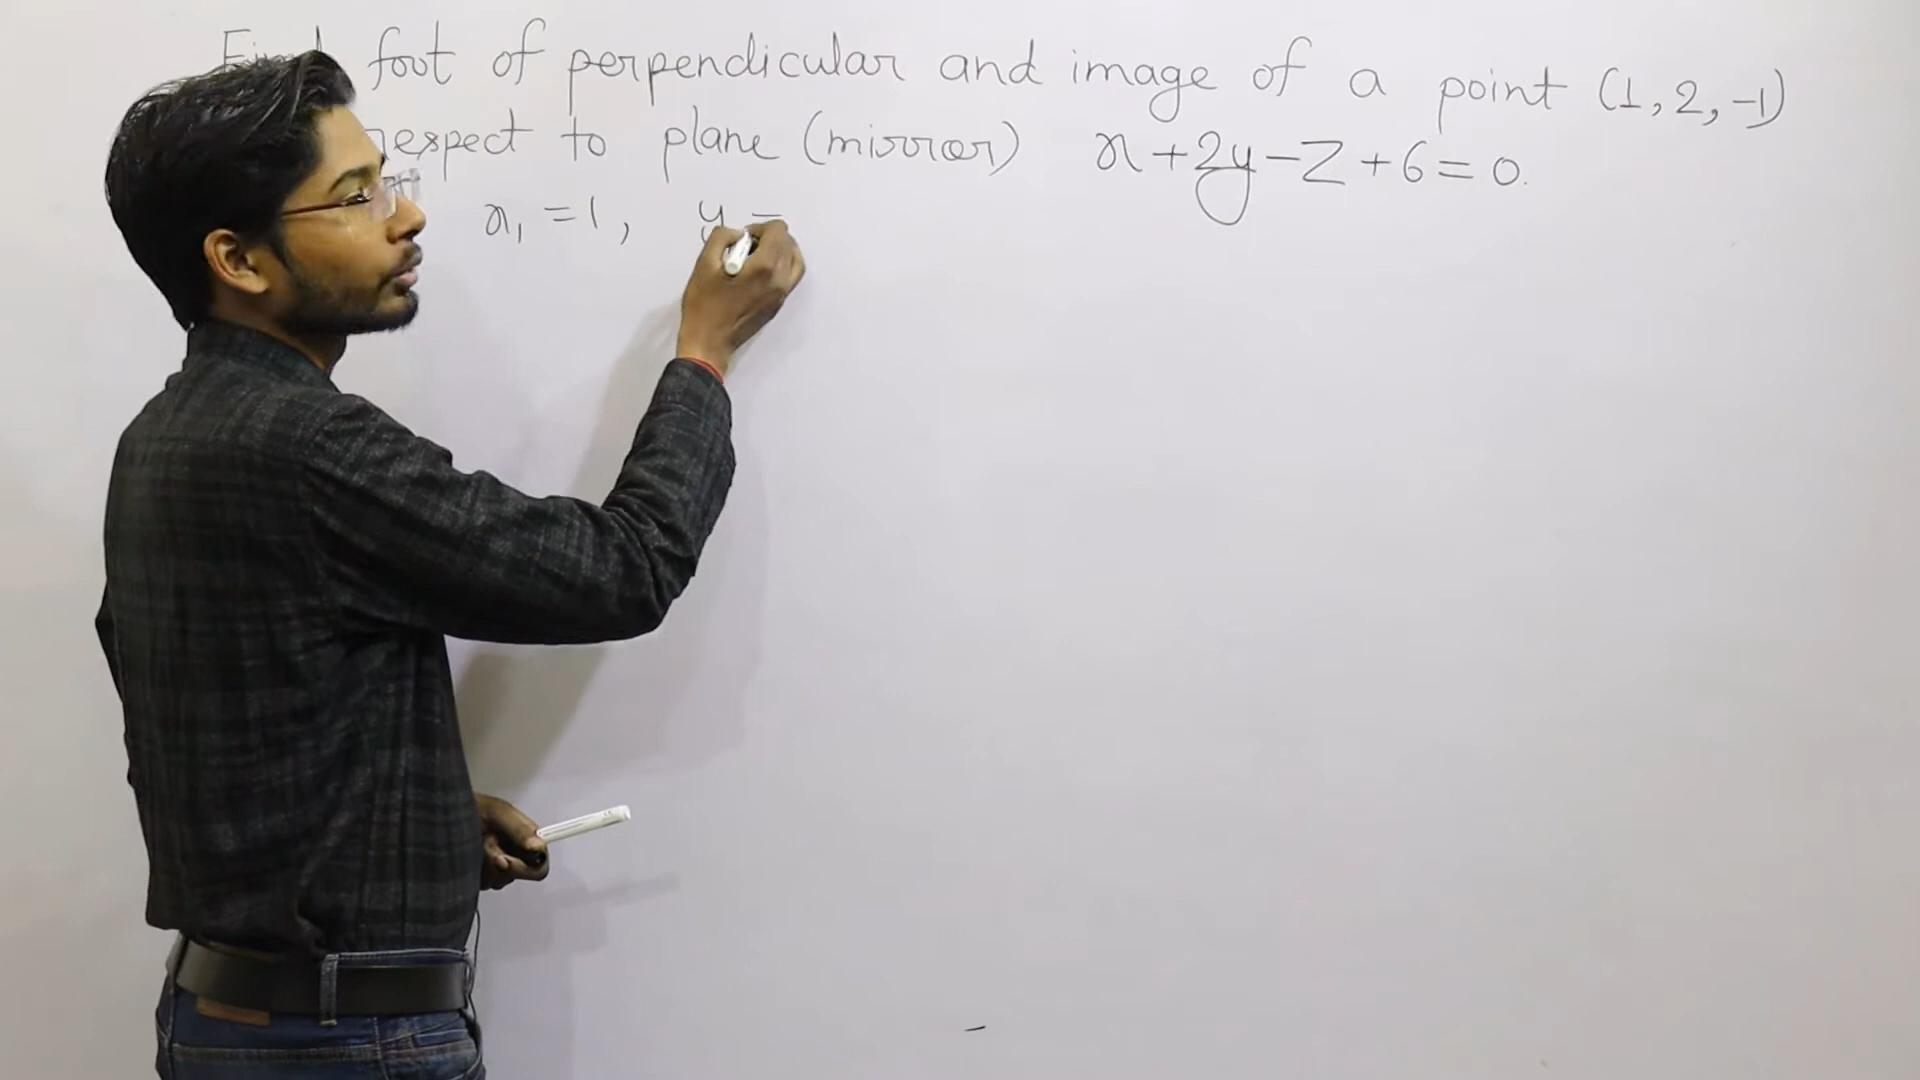 foot of perpendicular and image of a point (1, 2, -1)
respect to plane (mirror) x + 2y - z + 6 = 0.
x₁ = 1, y =